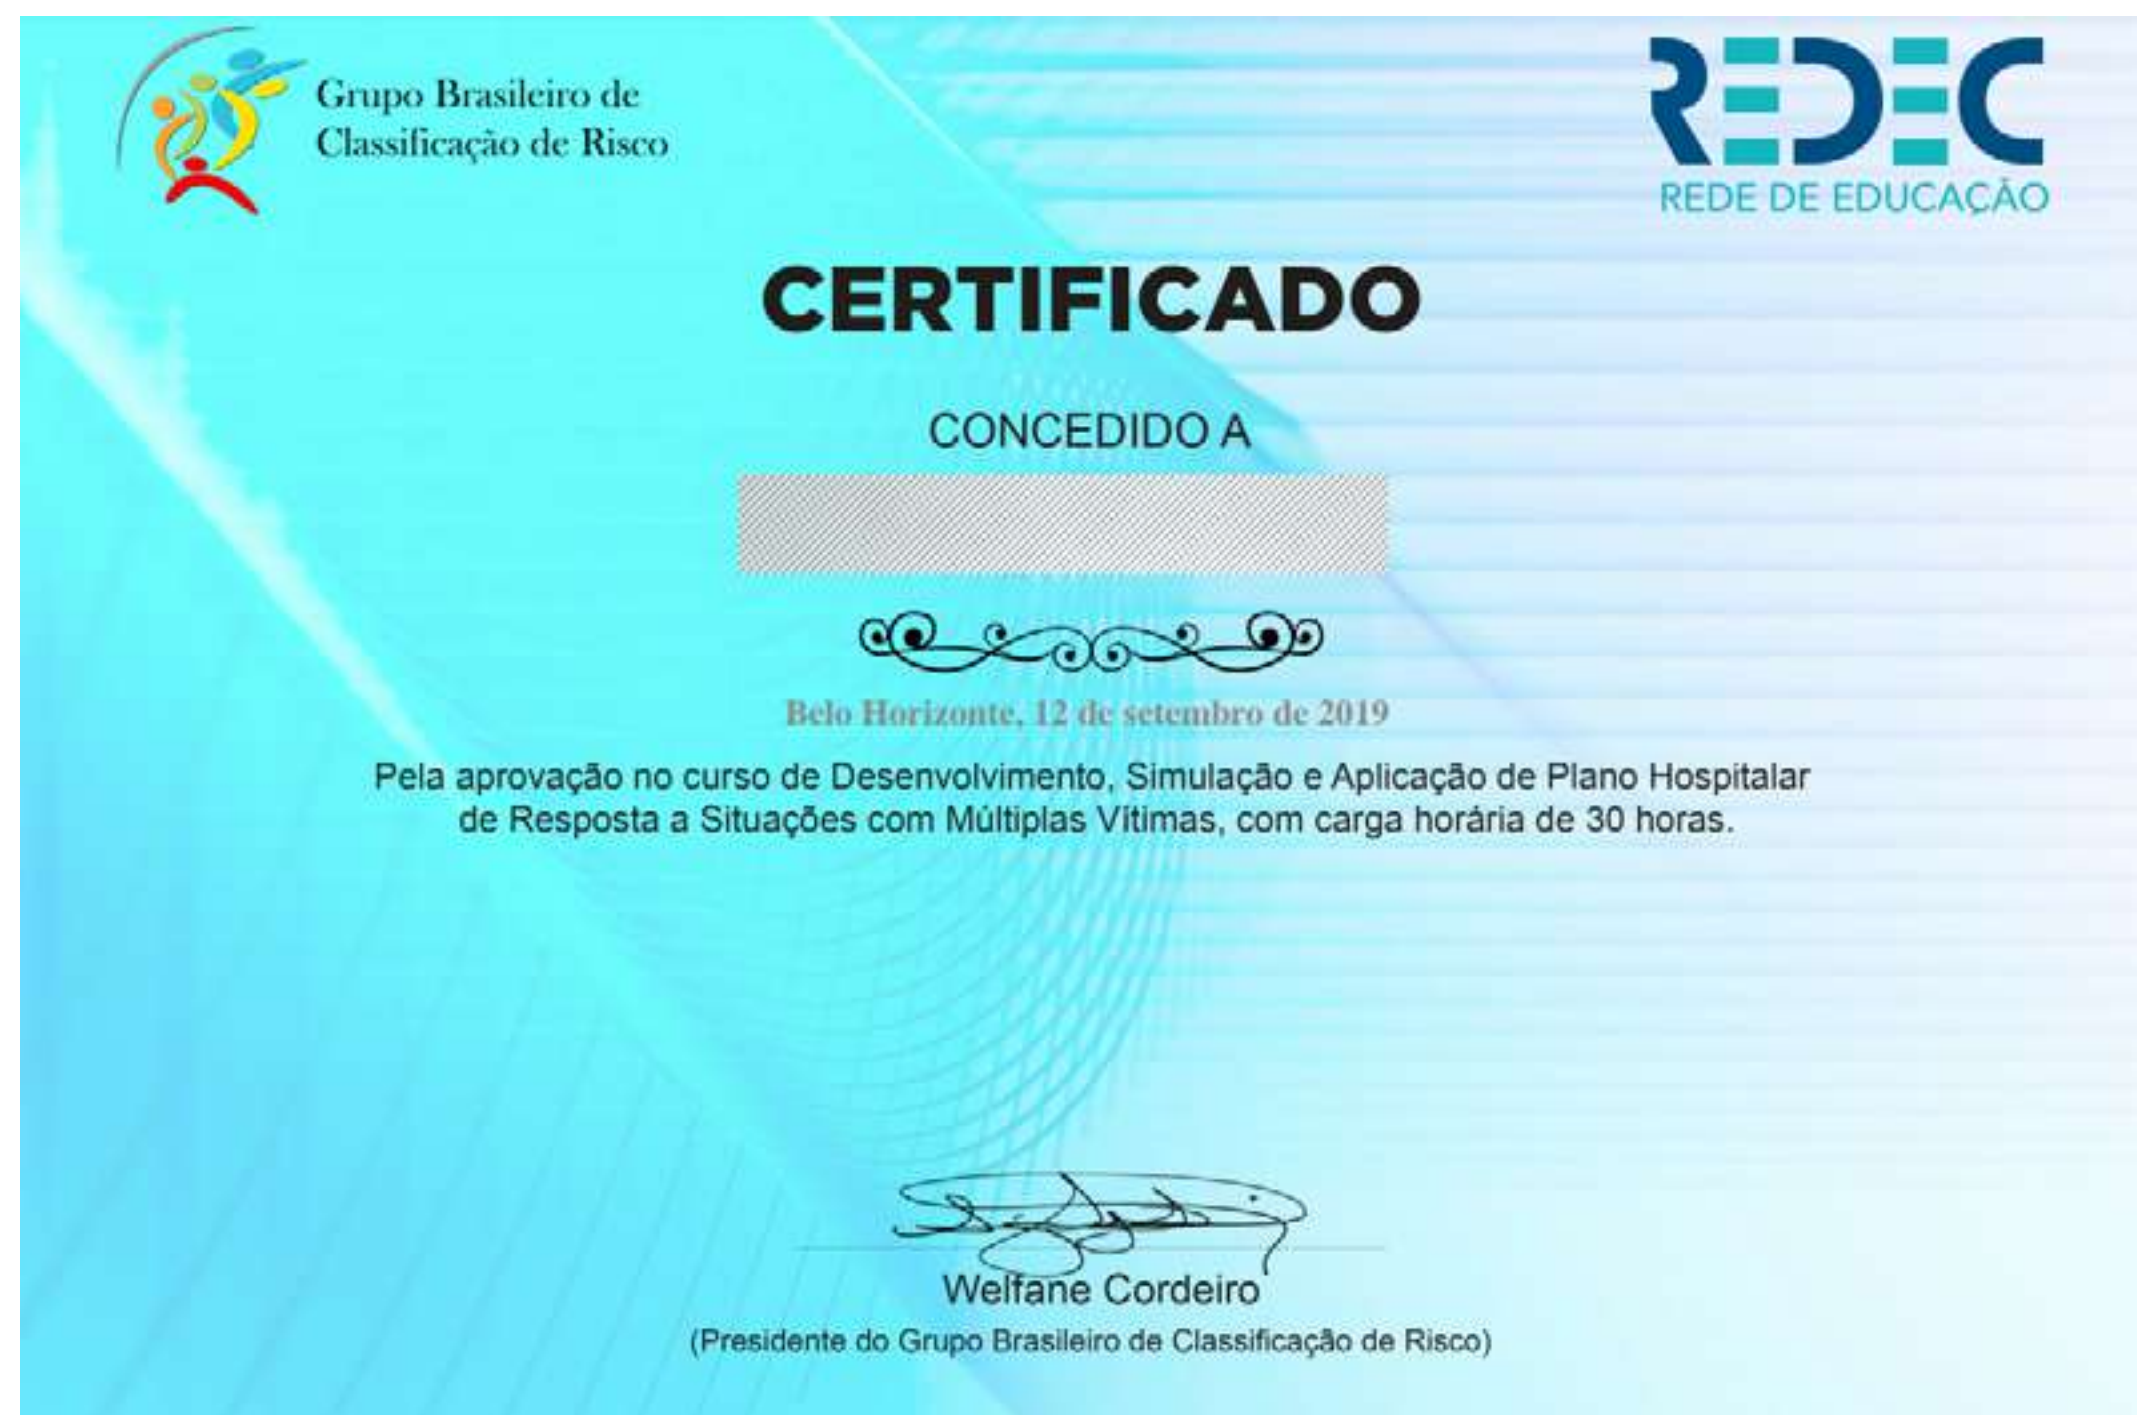 Grupo Brasileiro de
Classificação de Risco
REDEC
REDE DE EDUCAÇÃO
CERTIFICADO
CONCEDIDO A
Belo Horizonte, 12 de setembro de 2019
Pela aprovação no curso de Desenvolvimento, Simulação e Aplicação de Plano Hospitalar
de Resposta a Situações com Múltiplas Vítimas, com carga horária de 30 horas.
Welfane Cordeiro
(Presidente do Grupo Brasileiro de Classificação de Risco)